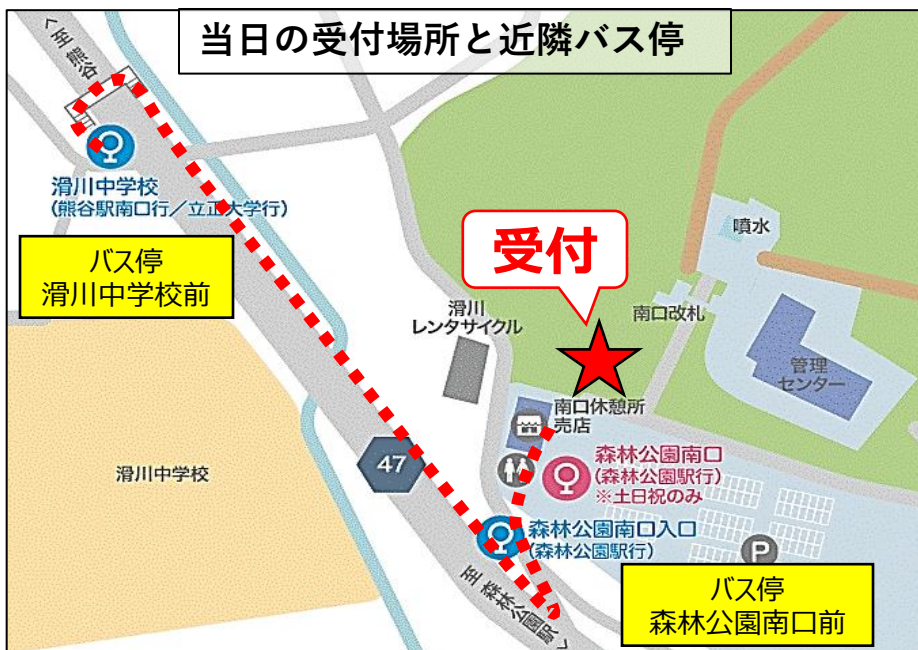 当日の受付場所と近隣バス停
<至 熊谷
滑川中学校
(熊谷駅南口行／立正大学行)
バス停
滑川中学校前
受付
噴水
南口改札
滑川
レンタサイクル
管理
センター
南口休憩所
売店
森林公園南口
(森林公園駅行)
※土日祝のみ
47
滑川中学校
森林公園南口入口
(森林公園駅行)
P
至 森林公園駅<
バス停
森林公園南口前